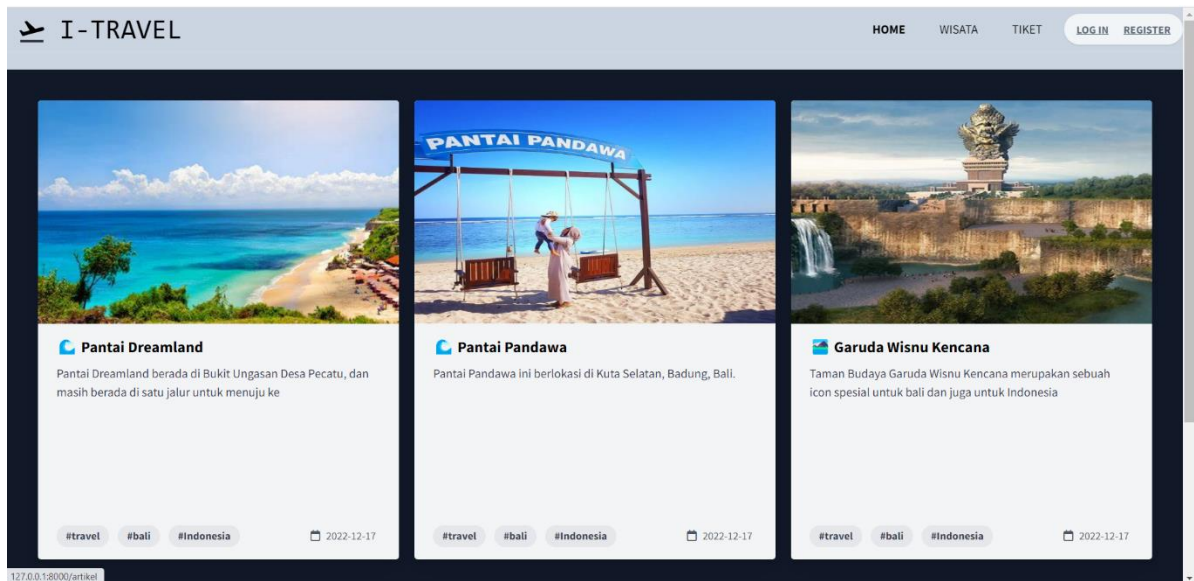 I-TRAVEL
HOME WISATA TIKET LOG IN REGISTER
PANTAI PANDAWA
Pantai Dreamland
Pantai Dreamland berada di Bukit Ungasan Desa Pecatu, dan
masih berada di satu jalur untuk menuju ke
#travel #bali #Indonesia 2022-12-17
Pantai Pandawa
Pantai Pandawa ini berlokasi di Kuta Selatan, Badung, Bali.
#travel #bali #Indonesia 2022-12-17
Garuda Wisnu Kencana
Taman Budaya Garuda Wisnu Kencana merupakan sebuah
icon spesial untuk bali dan juga untuk Indonesia
#travel #bali #Indonesia 2022-12-17
127.0.0.1:8000/artikel